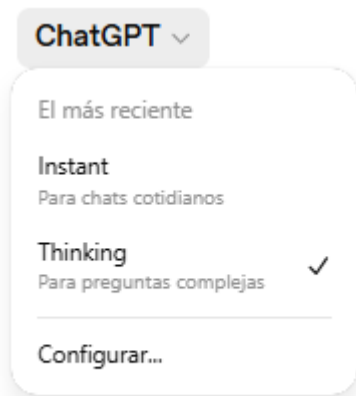 ChatGPT
El más reciente
Instant
Para chats cotidianos
Thinking
Para preguntas complejas
Configurar...